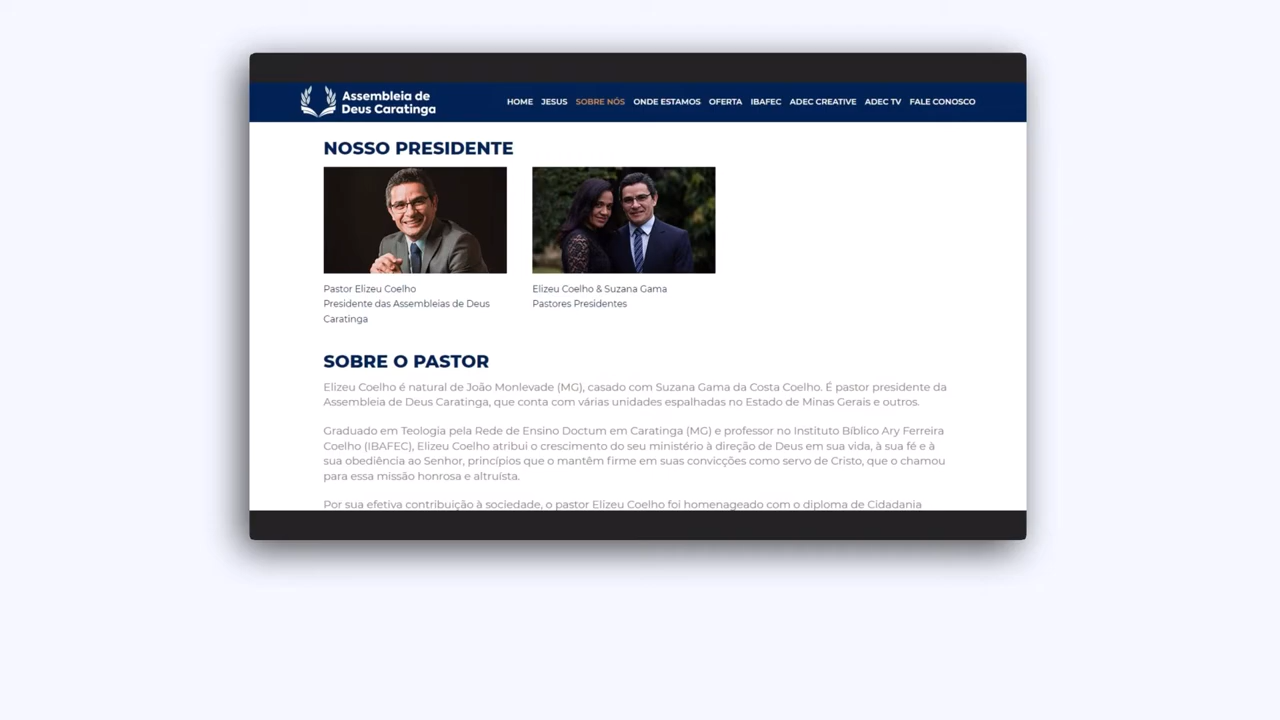 Assembleia de
Deus Caratinga
HOME JESUS SOBRE NÓS ONDE ESTAMOS OFERTA IBAFEC ADEC CREATIVE ADEC TV FALE CONOSCO
NOSSO PRESIDENTE
Pastor Elizeu Coelho
Presidente das Assembleias de Deus
Caratinga
Elizeu Coelho & Suzana Gama
Pastores Presidentes
SOBRE O PASTOR
Elizeu Coelho é natural de João Monlevade (MG), casado com Suzana Gama da Costa Coelho. É pastor presidente da
Assembleia de Deus Caratinga, que conta com várias unidades espalhadas no Estado de Minas Gerais e outros.
Graduado em Teologia pela Rede de Ensino Doctum em Caratinga (MG) e professor no Instituto Bíblico Ary Ferreira
Coelho (IBAFEC), Elizeu Coelho atribui o crescimento do seu ministério à direção de Deus em sua vida, à sua fé e à
sua obediência ao Senhor, princípios que o mantêm firme em suas convicções como servo de Cristo, que o chamou
para essa missão honrosa e altruísta.
Por sua efetiva contribuição à sociedade, o pastor Elizeu Coelho foi homenageado com o diploma de Cidadania